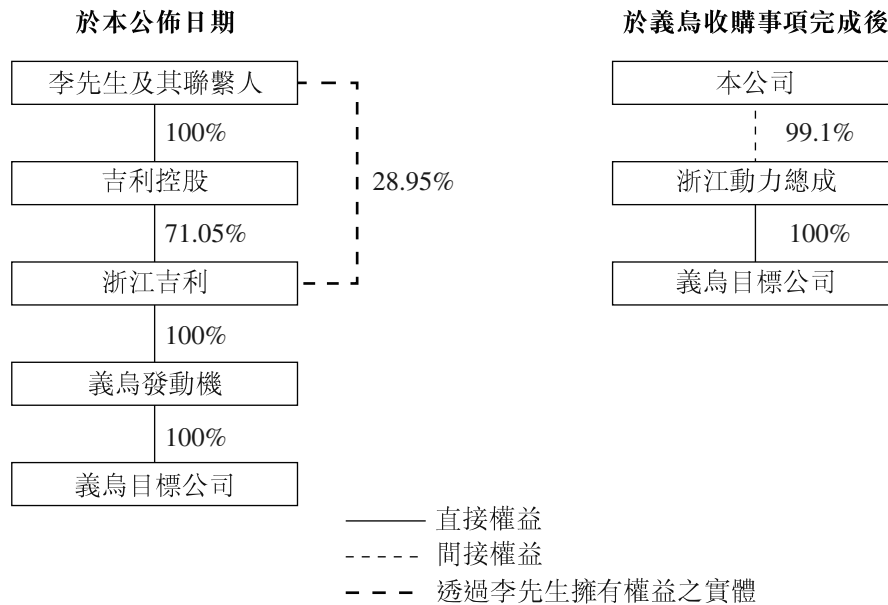 於本公佈日期
李先生及其聯繫人
100%
吉利控股
28.95%
71.05%
浙江吉利
100%
義烏發動機
100%
義烏目標公司
於義烏收購事項完成後
本公司
99.1%
浙江動力總成
100%
義烏目標公司
直接權益
間接權益
透過李先生擁有權益之實體